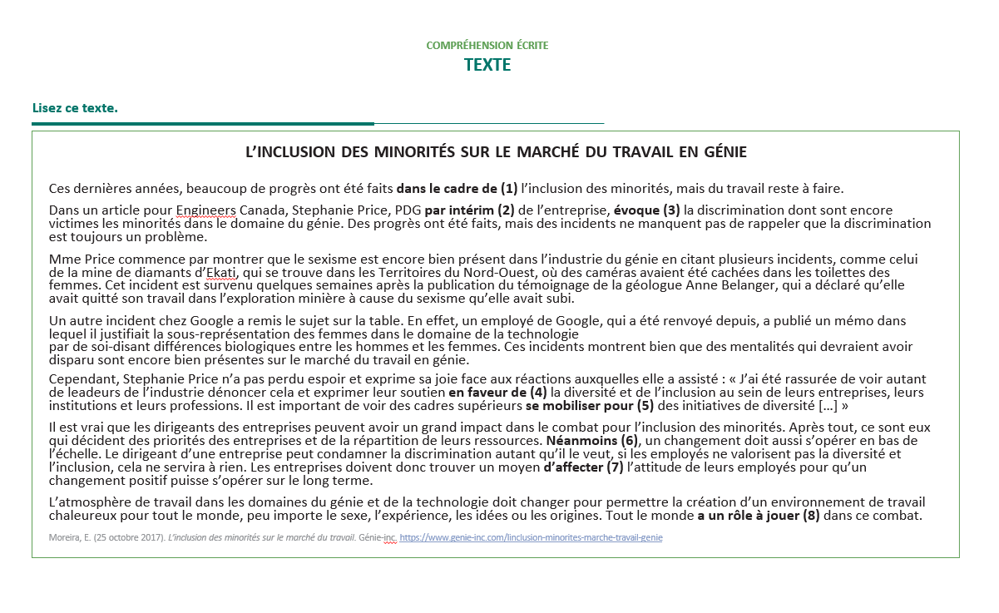 COMPRÉHENSION ÉCRITE
TEXTE
Lisez ce texte.
L’INCLUSION DES MINORITÉS SUR LE MARCHÉ DU TRAVAIL EN GÉNIE
Ces dernières années, beaucoup de progrès ont été faits dans le cadre de (1) l’inclusion des minorités, mais du travail reste à faire.
Dans un article pour Engineers Canada, Stephanie Price, PDG par intérim (2) de l’entreprise, évoque (3) la discrimination dont sont encore
victimes les minorités dans le domaine du génie. Des progrès ont été faits, mais des incidents ne manquent pas de rappeler que la discrimination
est toujours un problème.
Mme Price commence par montrer que le sexisme est encore bien présent dans l’industrie du génie en citant plusieurs incidents, comme celui
de la mine de diamants d’Ekati, qui se trouve dans les Territoires du Nord-Ouest, où des caméras avaient été cachées dans les toilettes des
femmes. Cet incident est survenu quelques semaines après la publication du témoignage de la géologue Anne Belanger, qui a déclaré qu’elle
avait quitté son travail dans l’exploration minière à cause du sexisme qu’elle avait subi.
Un autre incident chez Google a remis le sujet sur la table. En effet, un employé de Google, qui a été renvoyé depuis, a publié un mémo dans
lequel il justifiait la sous-représentation des femmes dans le domaine de la technologie
par de soi-disant différences biologiques entre les hommes et les femmes. Ces incidents montrent bien que des mentalités qui devraient avoir
disparu sont encore bien présentes sur le marché du travail en génie.
Cependant, Stephanie Price n’a pas perdu espoir et exprime sa joie face aux réactions auxquelles elle a assisté : « J’ai été rassurée de voir autant
de leadeurs de l’industrie dénoncer cela et exprimer leur soutien en faveur de (4) la diversité et de l’inclusion au sein de leurs entreprises, leurs
institutions et leurs professions. Il est important de voir des cadres supérieurs se mobiliser pour (5) des initiatives de diversité […] »
Il est vrai que les dirigeants des entreprises peuvent avoir un grand impact dans le combat pour l’inclusion des minorités. Après tout, ce sont eux
qui décident des priorités des entreprises et de la répartition de leurs ressources. Néanmoins (6), un changement doit aussi s’opérer en bas de
l’échelle. Le dirigeant d’une entreprise peut condamner la discrimination autant qu’il le veut, si les employés ne valorisent pas la diversité et
l’inclusion, cela ne servira à rien. Les entreprises doivent donc trouver un moyen d’affecter (7) l’attitude de leurs employés pour qu’un
changement positif puisse s’opérer sur le long terme.
L’atmosphère de travail dans les domaines du génie et de la technologie doit changer pour permettre la création d’un environnement de travail
chaleureux pour tout le monde, peu importe le sexe, l’expérience, les idées ou les origines. Tout le monde a un rôle à jouer (8) dans ce combat.
Moreira, E. (25 octobre 2017). L’inclusion des minorités sur le marché du travail. Génie-inc. https://www.genie-inc.com/linclusion-minorites-marche-travail-genie